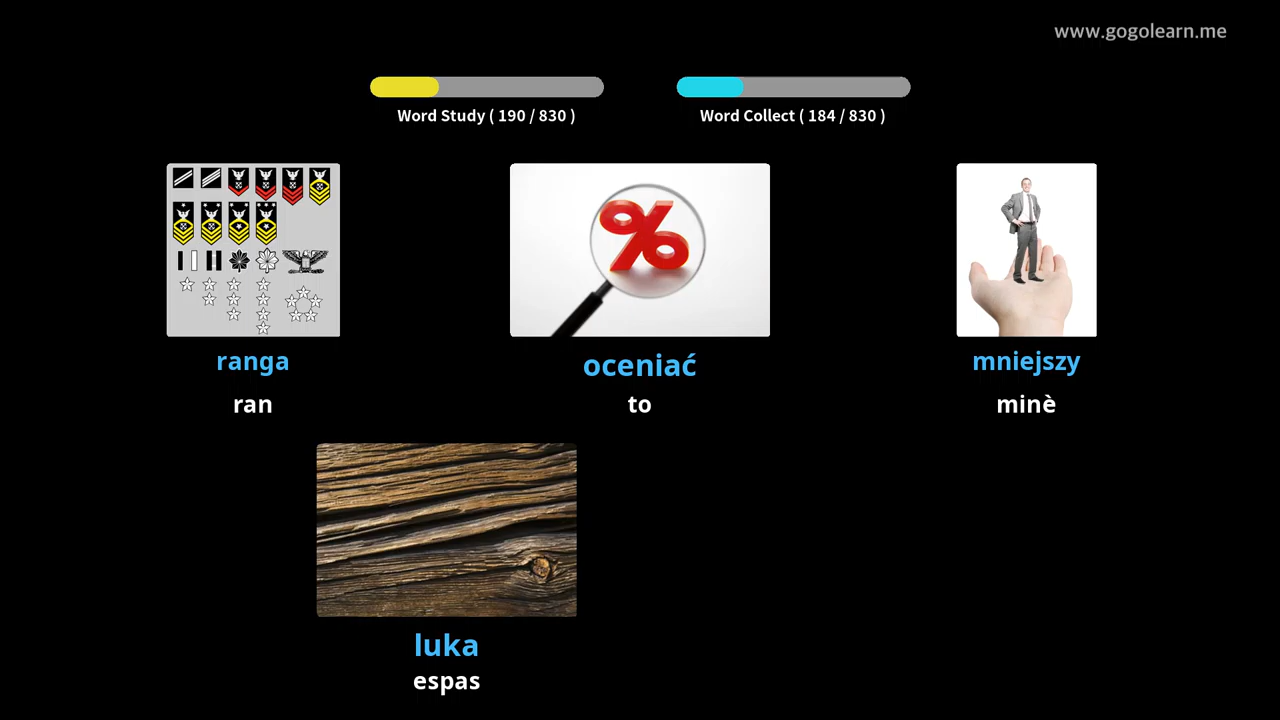 www.gogolearn.me
Word Study ( 190 / 830 )
Word Collect ( 184 / 830 )
ranga
oceniać
mniejszy
ran
to
minè
luka
espas